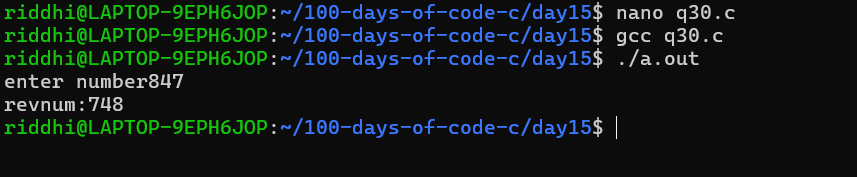 riddhi@LAPTOP-9EPH6JOP:~/100-days-of-code-c/day15$ nano q30.c
riddhi@LAPTOP-9EPH6JOP:~/100-days-of-code-c/day15$ gcc q30.c
riddhi@LAPTOP-9EPH6JOP:~/100-days-of-code-c/day15$ ./a.out
enter number847
revnum:748
riddhi@LAPTOP-9EPH6JOP:~/100-days-of-code-c/day15$